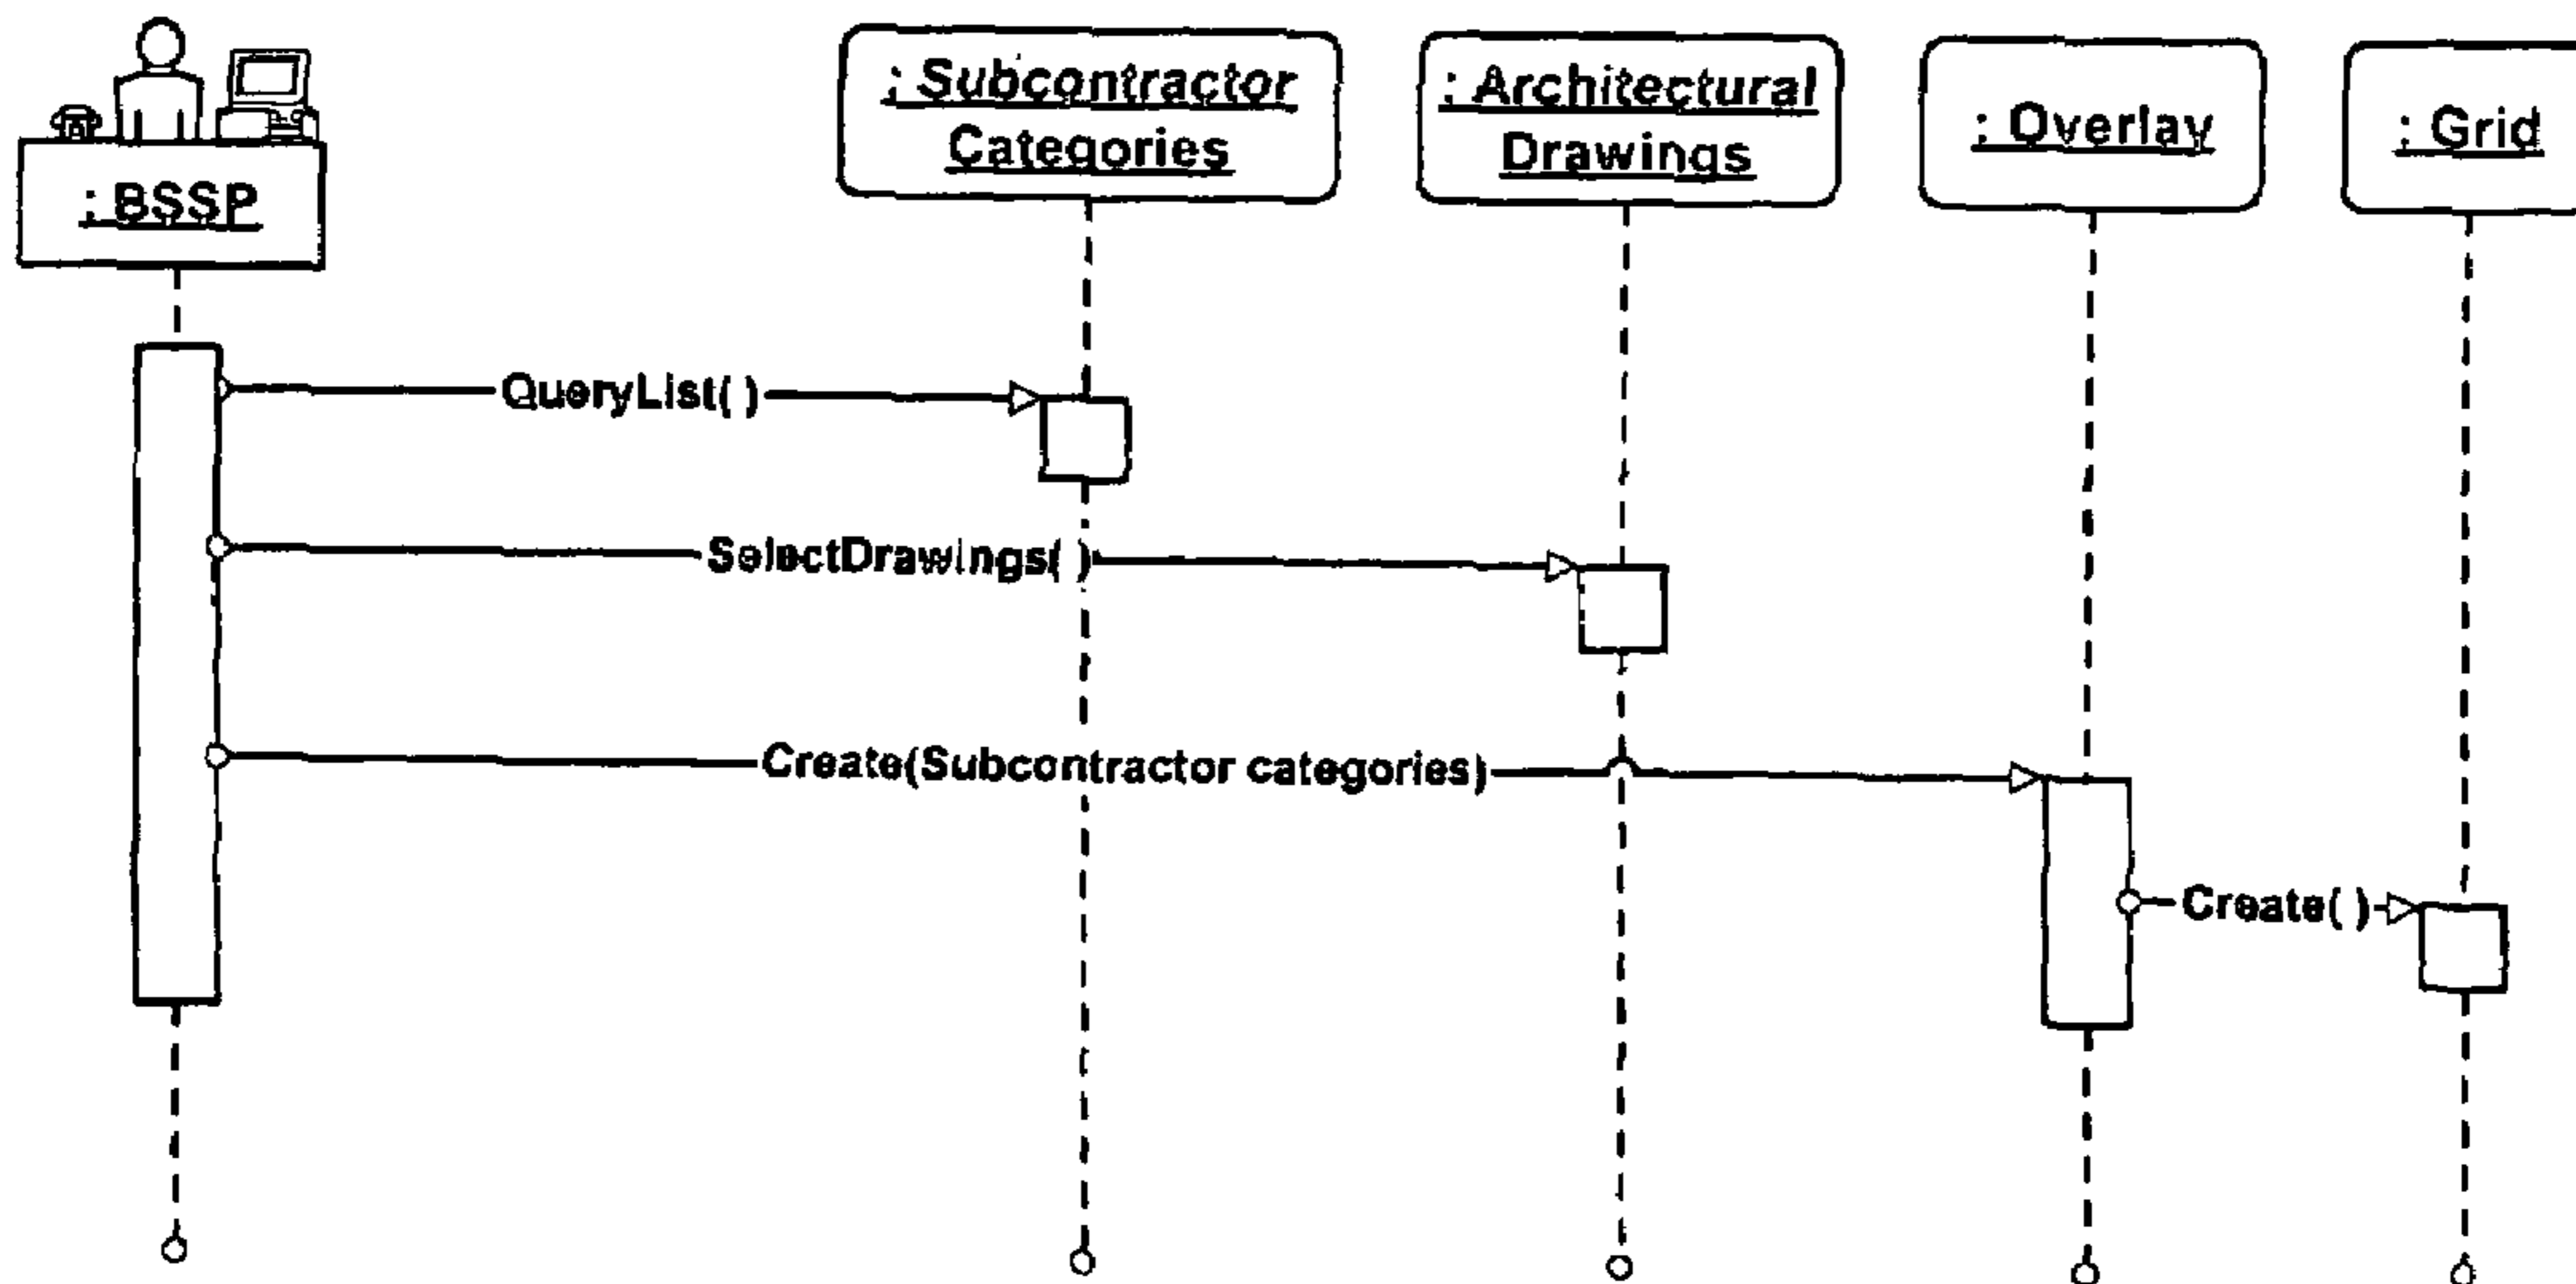 : Subcontractor
Categories
: Architectural
Drawings
: Overlay
: Grid
: BSSP
QueryList( )
SelectDrawings( )
Create(Subcontractor categories)
Create( )